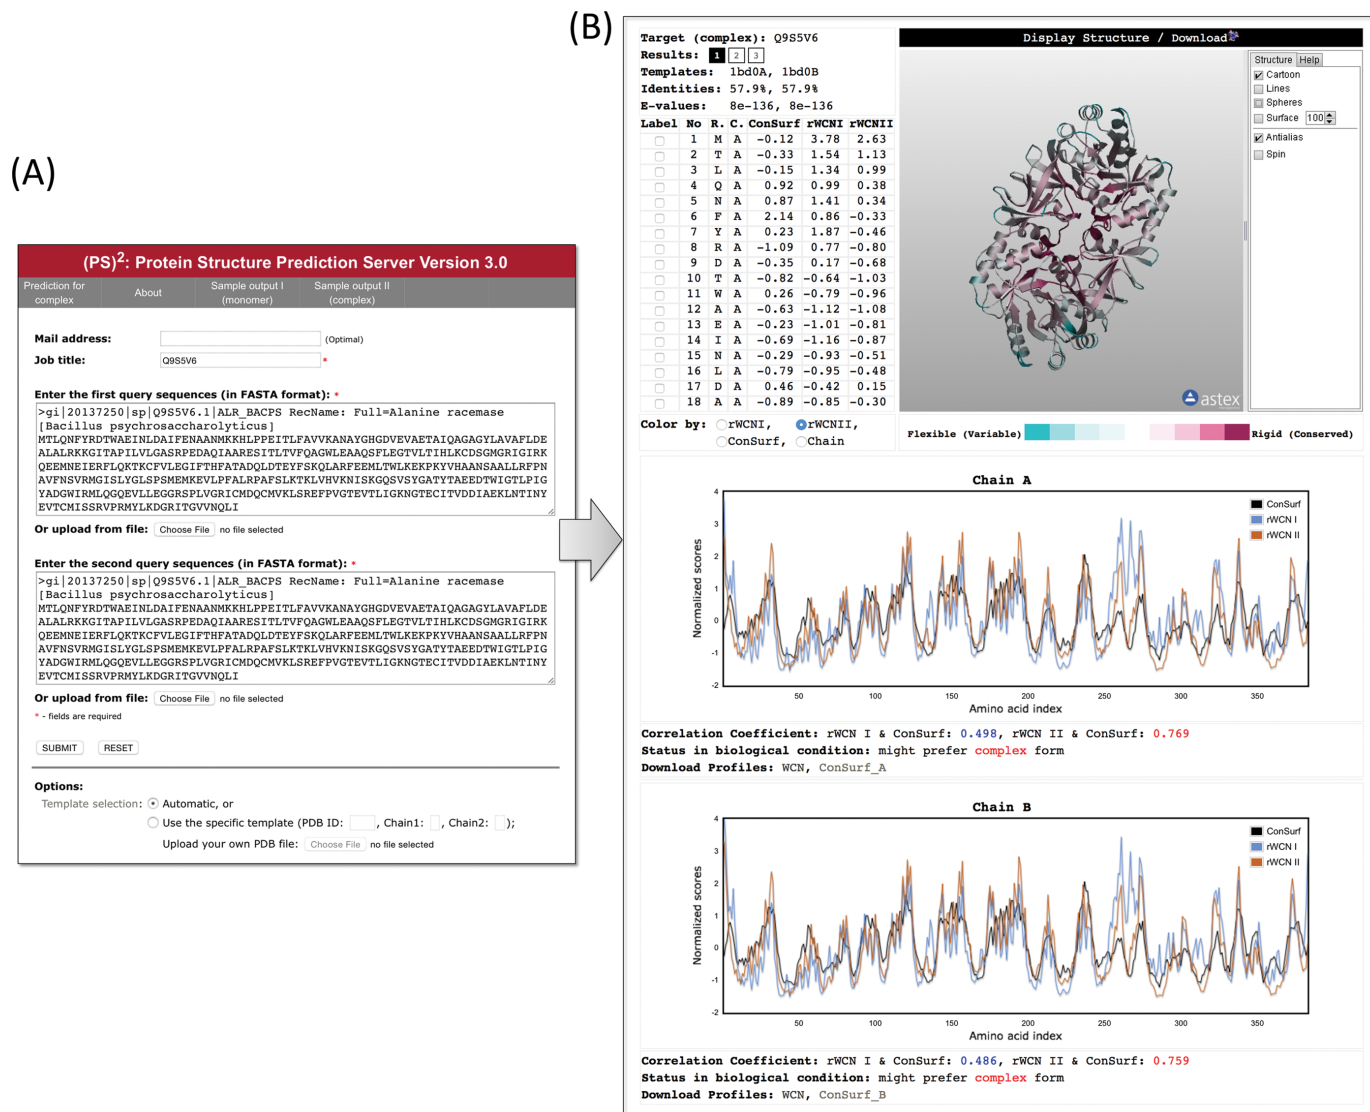 (A)
(PS)2: Protein Structure Prediction Server Version 3.0
Prediction for complex
About
Sample output I (monomer)
Sample output II (complex)
Mail address: (Optimal)
Job title: Q9S5V6 *
Enter the first query sequences (in FASTA format): *
>gi|20137250|sp|Q9S5V6.1|ALR_BACPS RecName: Full=Alanine racemase
[Bacillus psychrosaccharolyticus]
MTLQNFYRDTWAEINLDAIFENAANMKKHLPPEITLFAVVKANAYGHGDVEVAETAIQAGAGYLAVAFLDE
ALALRKKGITAPILVLGASRPEDAQIAARESITLTVFQAGWLEAAQSFLEGTVLTIHLKCDSGMGRIGIRK
QEEMNEIERFLQKTKCFVLEGIFTHFATADQLDTEYFSKQLARFEEMLTWLKEKPKYVHAANSAALLRFPN
AVFNSVRMGISLYGLSPSMEMKEVLPFALRPAFSLKTKLVHVKNISKGQSVSYGATYTAEEDTWIGTLPIG
YADGWIRMLQGQEVLLEGGRSPLVGRICMDQCMVKLSREFPVGTEVTLIGKNGTECITVDDIAEKLNTINY
EVTCMISSRVPRMYLKDGRITGVVNQLI
Or upload from file: Choose File no file selected
Enter the second query sequences (in FASTA format): *
>gi|20137250|sp|Q9S5V6.1|ALR_BACPS RecName: Full=Alanine racemase
[Bacillus psychrosaccharolyticus]
MTLQNFYRDTWAEINLDAIFENAANMKKHLPPEITLFAVVKANAYGHGDVEVAETAIQAGAGYLAVAFLDE
ALALRKKGITAPILVLGASRPEDAQIAARESITLTVFQAGWLEAAQSFLEGTVLTIHLKCDSGMGRIGIRK
QEEMNEIERFLQKTKCFVLEGIFTHFATADQLDTEYFSKQLARFEEMLTWLKEKPKYVHAANSAALLRFPN
AVFNSVRMGISLYGLSPSMEMKEVLPFALRPAFSLKTKLVHVKNISKGQSVSYGATYTAEEDTWIGTLPIG
YADGWIRMLQGQEVLLEGGRSPLVGRICMDQCMVKLSREFPVGTEVTLIGKNGTECITVDDIAEKLNTINY
EVTCMISSRVPRMYLKDGRITGVVNQLI
Or upload from file: Choose File no file selected
* - fields are required
SUBMIT RESET
Options:
Template selection: Automatic, or
Use the specific template (PDB ID: , Chain1: , Chain2: );
Upload your own PDB file: Choose File no file selected
(B)
Target (complex): Q9S5V6
Results: 1 2 3
Templates: 1bd0A, 1bd0B
Identities: 57.9%, 57.9%
E-values: 8e-136, 8e-136
Label No R. C. ConSurf rWCNI rWCNII
1 M A -0.12 3.78 2.63
2 T A -0.33 1.54 1.13
3 L A -0.15 1.34 0.99
4 Q A 0.92 0.99 0.38
5 N A 0.87 1.41 0.34
6 F A 2.14 0.86 -0.33
7 Y A 0.23 1.87 -0.46
8 R A -1.09 0.77 -0.80
9 D A -0.35 0.17 -0.68
10 T A -0.82 -0.64 -1.03
11 W A 0.26 -0.79 -0.96
12 A A -0.63 -1.12 -1.08
13 E A -0.23 -1.01 -0.81
14 I A -0.69 -1.16 -0.87
15 N A -0.29 -0.93 -0.51
16 L A -0.79 -0.95 -0.48
17 D A 0.46 -0.42 0.15
18 A A -0.89 -0.85 -0.30
Display Structure / Download
Structure Help
Cartoon
Lines
Spheres
Surface 100
Antialias
Spin
astex
Color by: rWCNI, rWCNII,
ConSurf, Chain
Flexible (Variable) Rigid (Conserved)
Chain A
ConSurf
rWCN I
rWCN II
Normalized scores
4
3
2
1
0
-1
-2
50 100 150 200 250 300 350
Amino acid index
Correlation Coefficient: rWCN I & ConSurf: 0.498, rWCN II & ConSurf: 0.769
Status in biological condition: might prefer complex form
Download Profiles: WCN, ConSurf_A
Chain B
ConSurf
rWCN I
rWCN II
Normalized scores
4
3
2
1
0
-1
-2
50 100 150 200 250 300 350
Amino acid index
Correlation Coefficient: rWCN I & ConSurf: 0.486, rWCN II & ConSurf: 0.759
Status in biological condition: might prefer complex form
Download Profiles: WCN, ConSurf_B